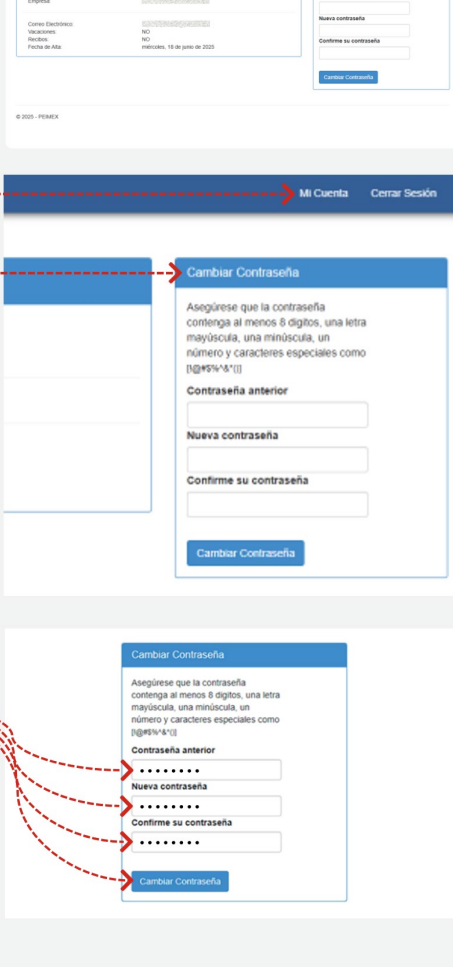 Empresa:
Correo Electrónico:
Vacaciones: NO
Recibos: NO
Fecha de Alta: miércoles, 18 de junio de 2025
Nueva contraseña
Confirme su contraseña
Cambiar Contraseña
© 2025 - PEIMEX
Mi Cuenta Cerrar Sesión
Cambiar Contraseña
Asegúrese que la contraseña
contenga al menos 8 digitos, una letra
mayúscula, una minúscula, un
número y caracteres especiales como
[!@#$%^&*()]
Contraseña anterior
Nueva contraseña
Confirme su contraseña
Cambiar Contraseña
Cambiar Contraseña
Asegúrese que la contraseña
contenga al menos 8 digitos, una letra
mayúscula, una minúscula, un
número y caracteres especiales como
[!@#$%^&*()]
Contraseña anterior
Nueva contraseña
Confirme su contraseña
Cambiar Contraseña